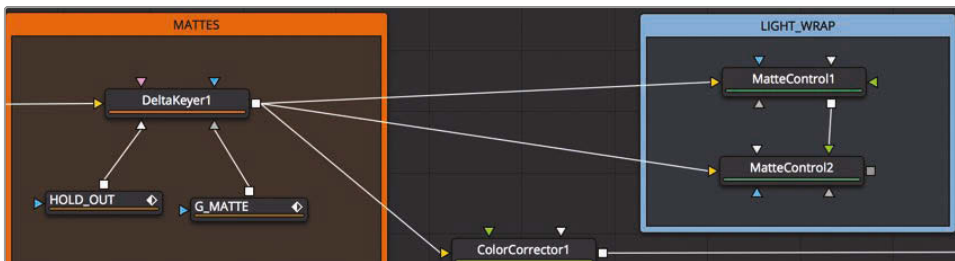 MATTES
LIGHT_WRAP
MatteControl1
DeltaKeyer1
MatteControl2
HOLD_OUT
G_MATTE
ColorCorrector1